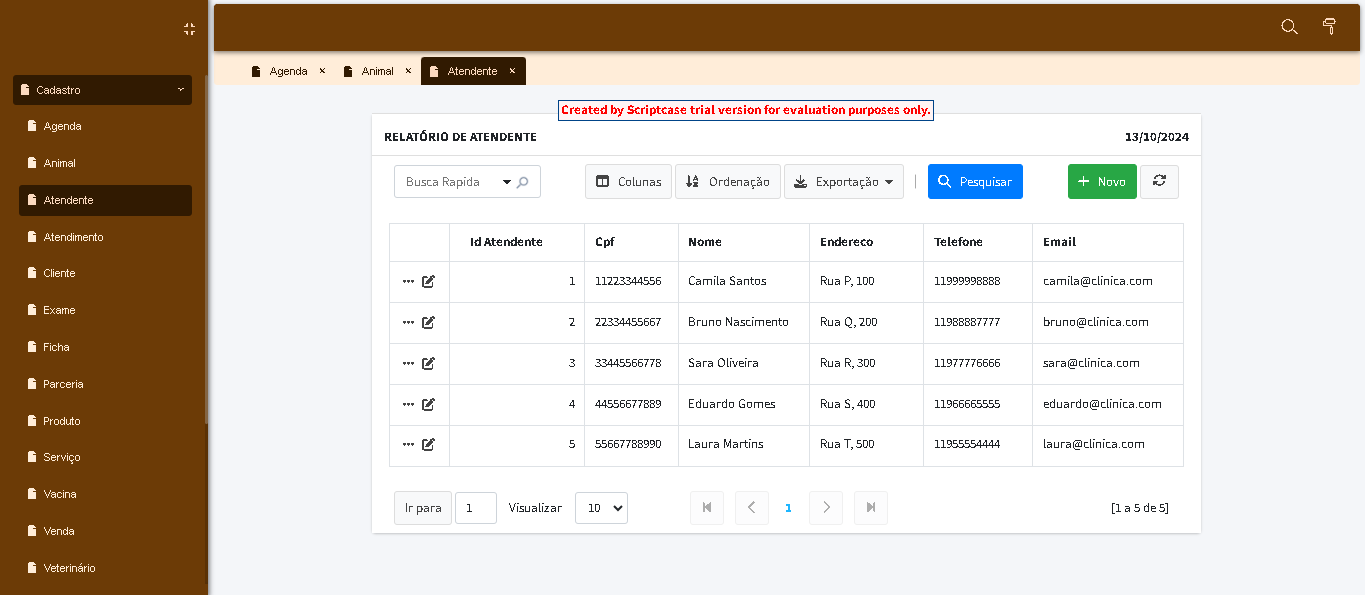 Agenda × Animal × Atendente ×
Cadastro
Agenda
Animal
Atendente
Atendimento
Cliente
Exame
Ficha
Parceria
Produto
Serviço
Vacina
Venda
Veterinário
Created by Scriptcase trial version for evaluation purposes only.
RELATÓRIO DE ATENDENTE 13/10/2024
Busca Rapida Colunas Ordenação Exportação | Pesquisar + Novo
Id Atendente Cpf Nome Endereco Telefone Email
1 11223344556 Camila Santos Rua P, 100 11999998888 camila@clinica.com
2 22334455667 Bruno Nascimento Rua Q, 200 11988887777 bruno@clinica.com
3 33445566778 Sara Oliveira Rua R, 300 11977776666 sara@clinica.com
4 44556677889 Eduardo Gomes Rua S, 400 11966665555 eduardo@clinica.com
5 55667788990 Laura Martins Rua T, 500 11955554444 laura@clinica.com
Ir para 1 Visualizar 10 1 [1 a 5 de 5]